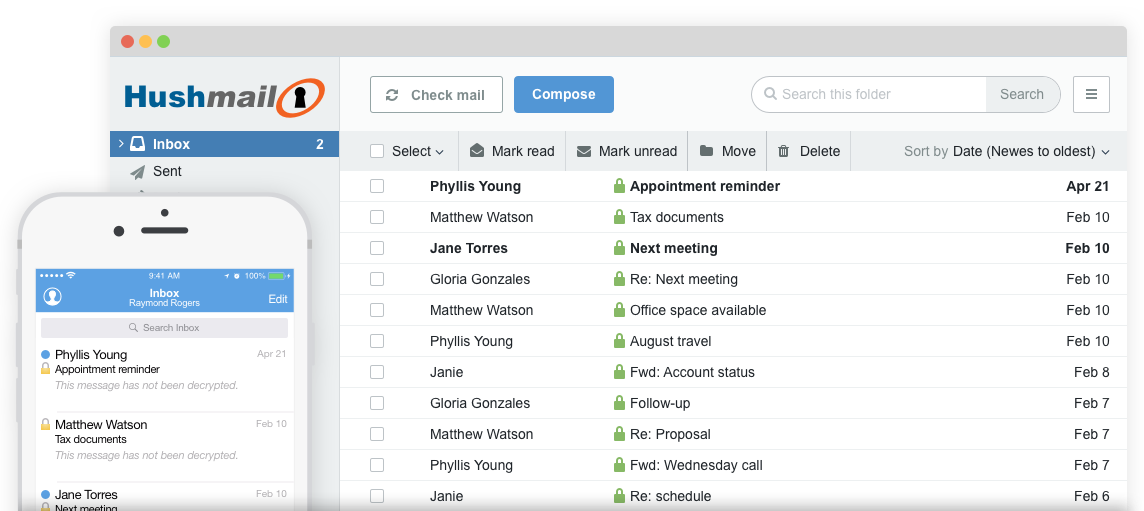 Hushmail
Check mail
Compose
Search this folder
Search
Inbox 2
Sent
Select
Mark read
Mark unread
Move
Delete
Sort by Date (Newes to oldest)
Phyllis Young Appointment reminder Apr 21
Matthew Watson Tax documents Feb 10
Jane Torres Next meeting Feb 10
Gloria Gonzales Re: Next meeting Feb 10
Matthew Watson Office space available Feb 10
Phyllis Young August travel Feb 10
Janie Fwd: Account status Feb 8
Gloria Gonzales Follow-up Feb 7
Matthew Watson Re: Proposal Feb 7
Phyllis Young Fwd: Wednesday call Feb 7
Janie Re: schedule Feb 6
9:41 AM 100%
Inbox
Raymond Rogers
Edit
Search Inbox
Phyllis Young Apr 21
Appointment reminder
This message has not been decrypted.
Matthew Watson Feb 10
Tax documents
This message has not been decrypted.
Jane Torres Feb 10
Next meeting